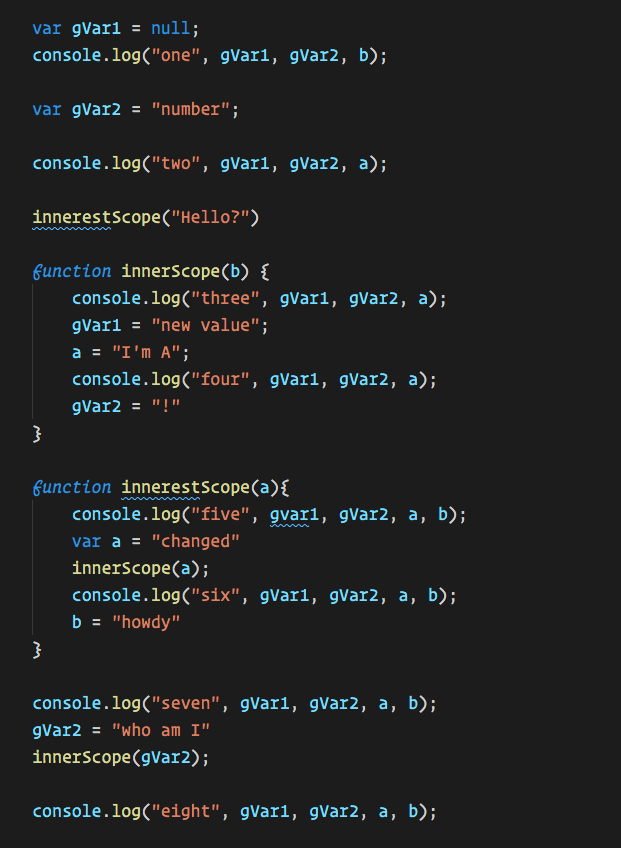 var gVar1 = null;
console.log("one", gVar1, gVar2, b);
var gVar2 = "number";
console.log("two", gVar1, gVar2, a);
innerestScope("Hello?")
function innerScope(b) {
    console.log("three", gVar1, gVar2, a);
    gVar1 = "new value";
    a = "I'm A";
    console.log("four", gVar1, gVar2, a);
    gVar2 = "!"
}
function innerestScope(a){
    console.log("five", gvar1, gVar2, a, b);
    var a = "changed"
    innerScope(a);
    console.log("six", gVar1, gVar2, a, b);
    b = "howdy"
}
console.log("seven", gVar1, gVar2, a, b);
gVar2 = "who am I"
innerScope(gVar2);
console.log("eight", gVar1, gVar2, a, b);